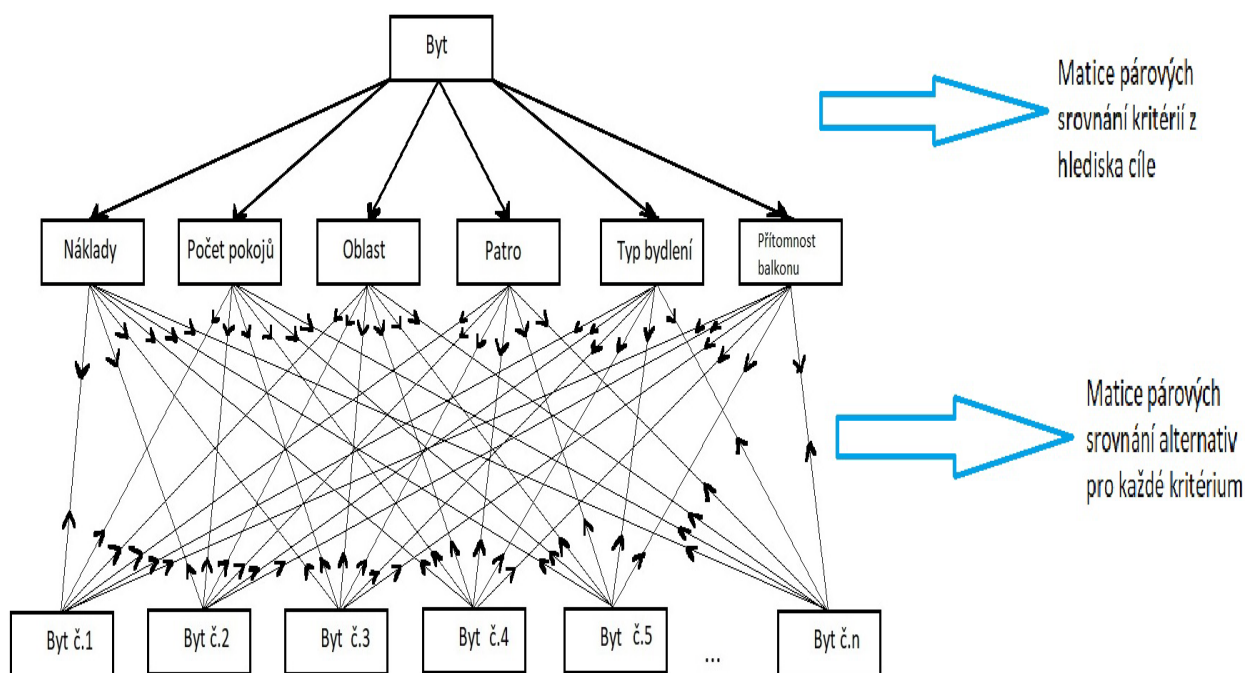 Byt
Matice párových
srovnání kritérií z
hlediska cíle
Náklady
Počet pokojů
Oblast
Patro
Typ bydlení
Přítomnost
balkonu
Matice párových
srovnání alternativ
pro každé kritérium
Byt č.1
Byt č.2
Byt č.3
Byt č.4
Byt č.5
...
Byt č.n